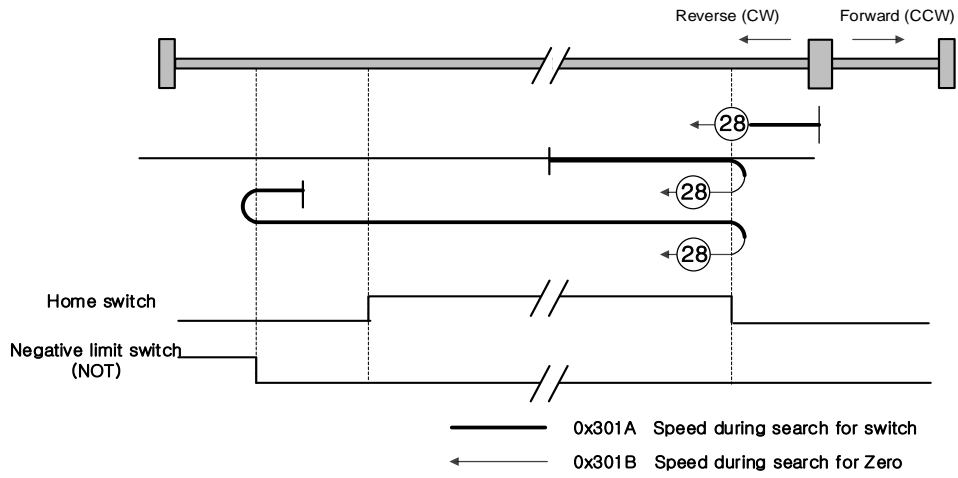 Reverse (CW) Forward (CCW)
28
28
28
Home switch
Negative limit switch
(NOT)
0x301A Speed during search for switch
0x301B Speed during search for Zero